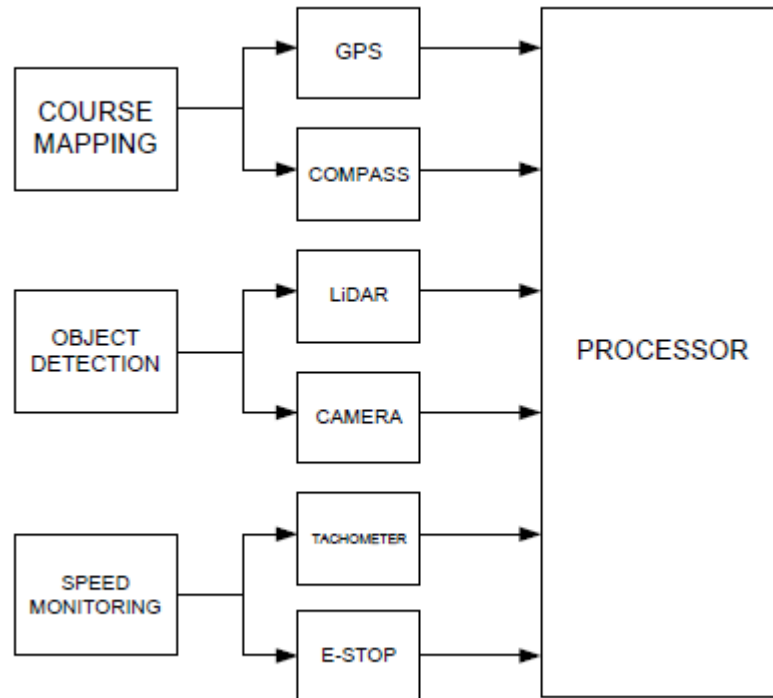 GPS
COURSE
MAPPING
COMPASS
LiDAR
OBJECT
DETECTION
PROCESSOR
CAMERA
TACHOMETER
SPEED
MONITORING
E-STOP